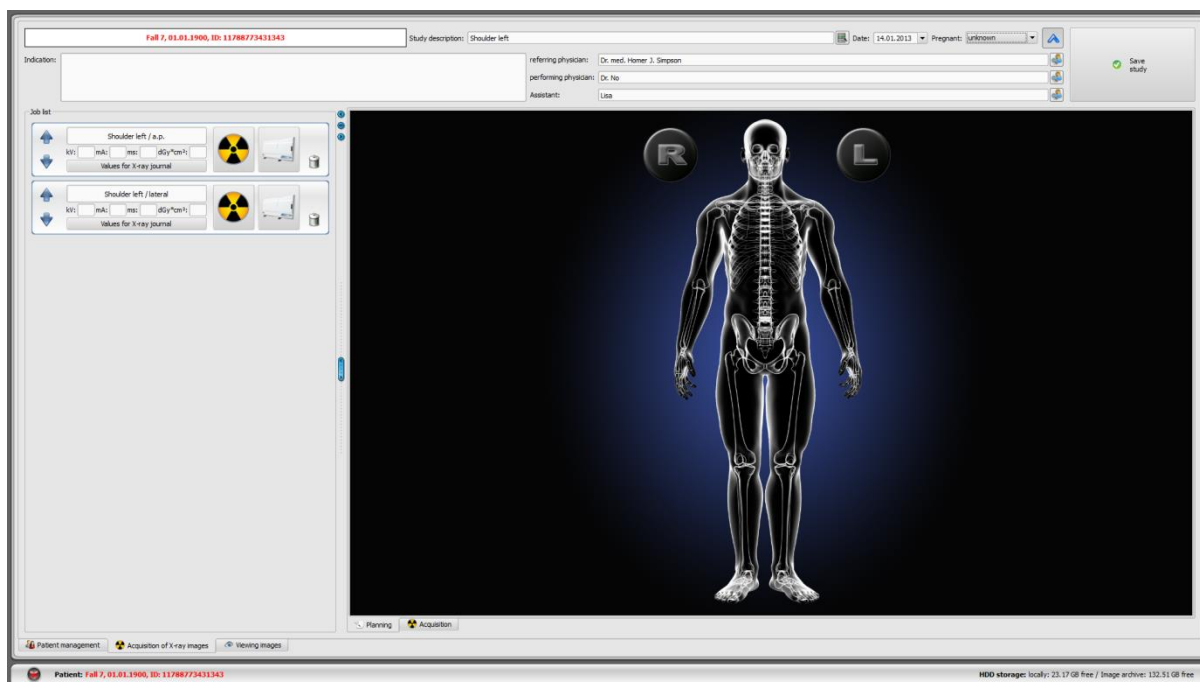 Fall 7, 01.01.1900, ID: 11788773431343
Study description: Shoulder left
Date: 14.01.2013
Pregnant: unknown
Save study
Indication:
referring physician: Dr. med. Homer J. Simpson
performing physician: Dr. No
Assistant: Lisa
Job list
Shoulder left / a.p.
kV: mA: ms: dGy*cm²:
Values for X-ray journal
Shoulder left / lateral
kV: mA: ms: dGy*cm²:
Values for X-ray journal
R
L
Planning
Acquisition
Patient management
Acquisition of X-ray images
Viewing images
Patient: Fall 7, 01.01.1900, ID: 11788773431343
HDD storage: locally: 23.17 GB free / Image archive: 132.51 GB free